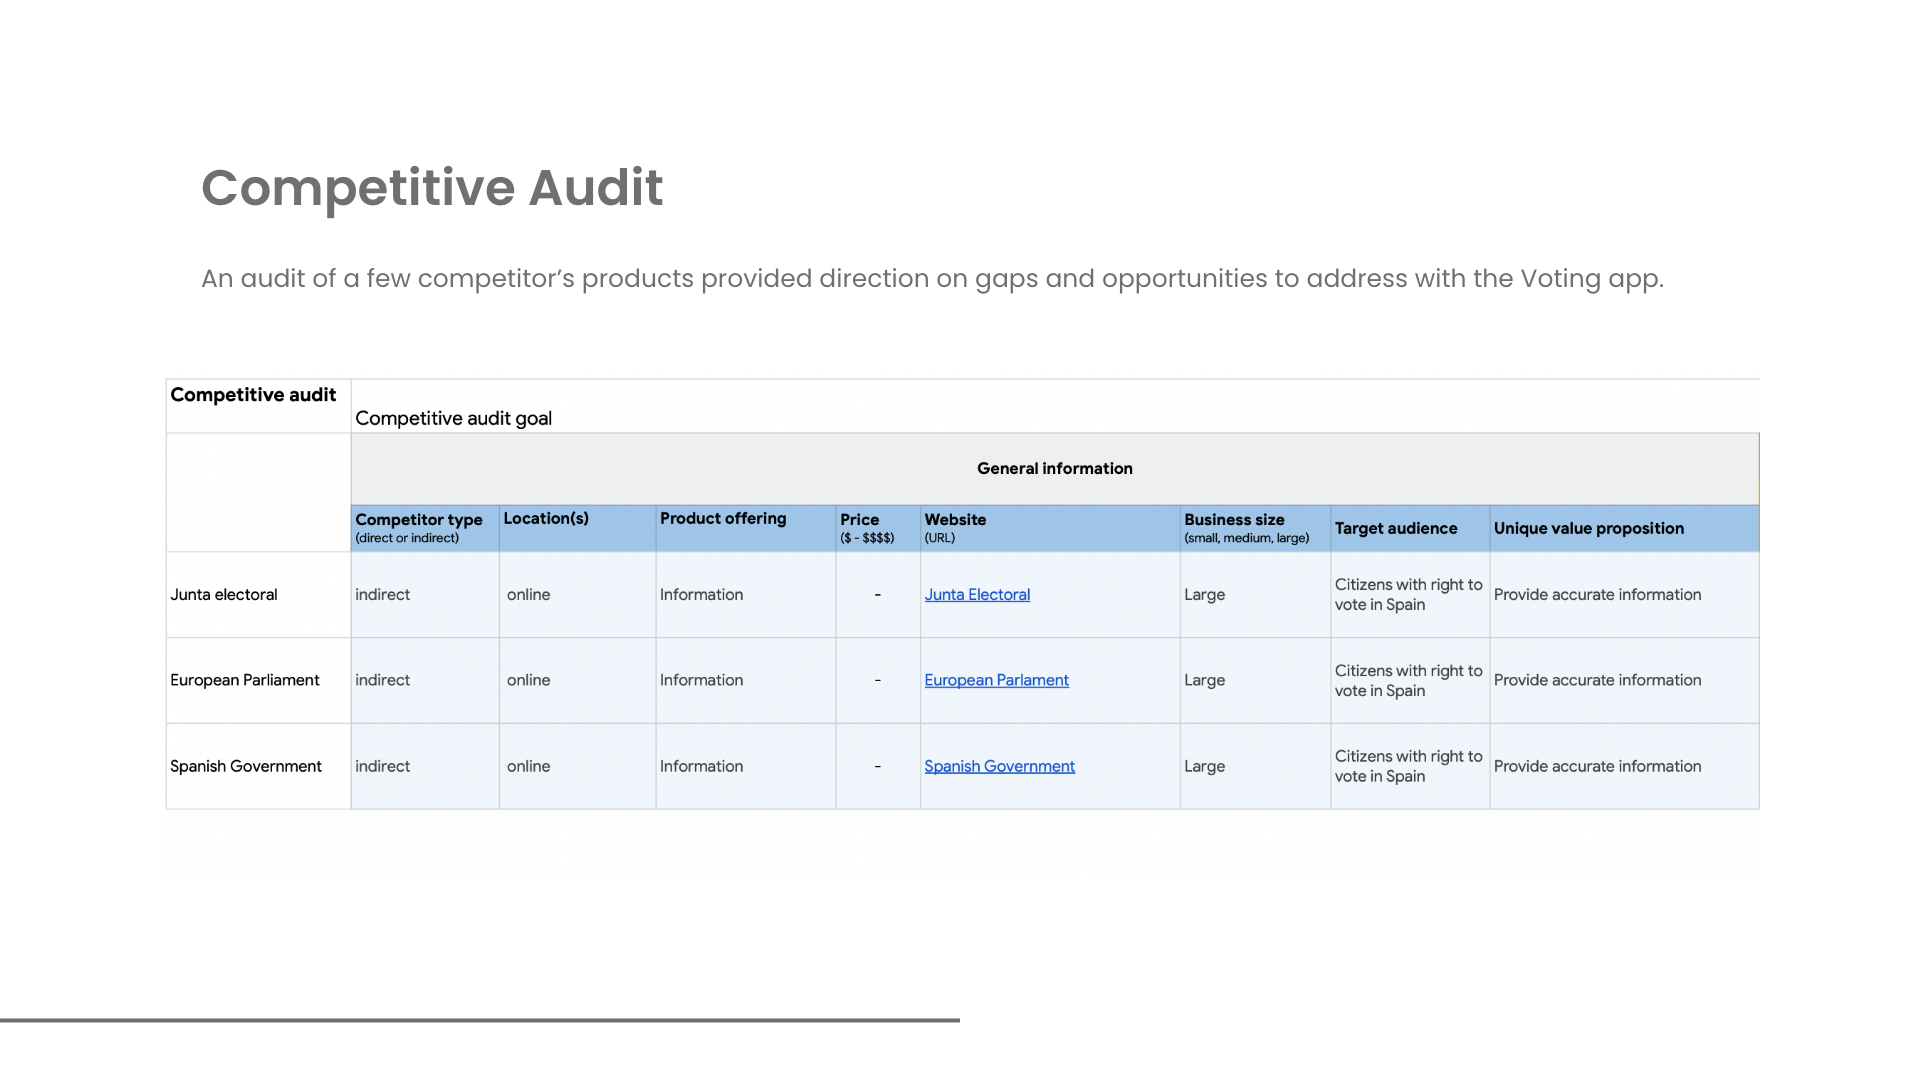 Competitive Audit
An audit of a few competitor’s products provided direction on gaps and opportunities to address with the Voting app.
Competitive audit
Competitive audit goal
General information
Competitor type
(direct or indirect)
Location(s)
Product offering
Price
($ - $$$$)
Website
(URL)
Business size
(small, medium, large)
Target audience
Unique value proposition
Junta electoral
indirect
online
Information
-
Junta Electoral
Large
Citizens with right to
vote in Spain
Provide accurate information
European Parliament
indirect
online
Information
-
European Parlament
Large
Citizens with right to
vote in Spain
Provide accurate information
Spanish Government
indirect
online
Information
-
Spanish Government
Large
Citizens with right to
vote in Spain
Provide accurate information